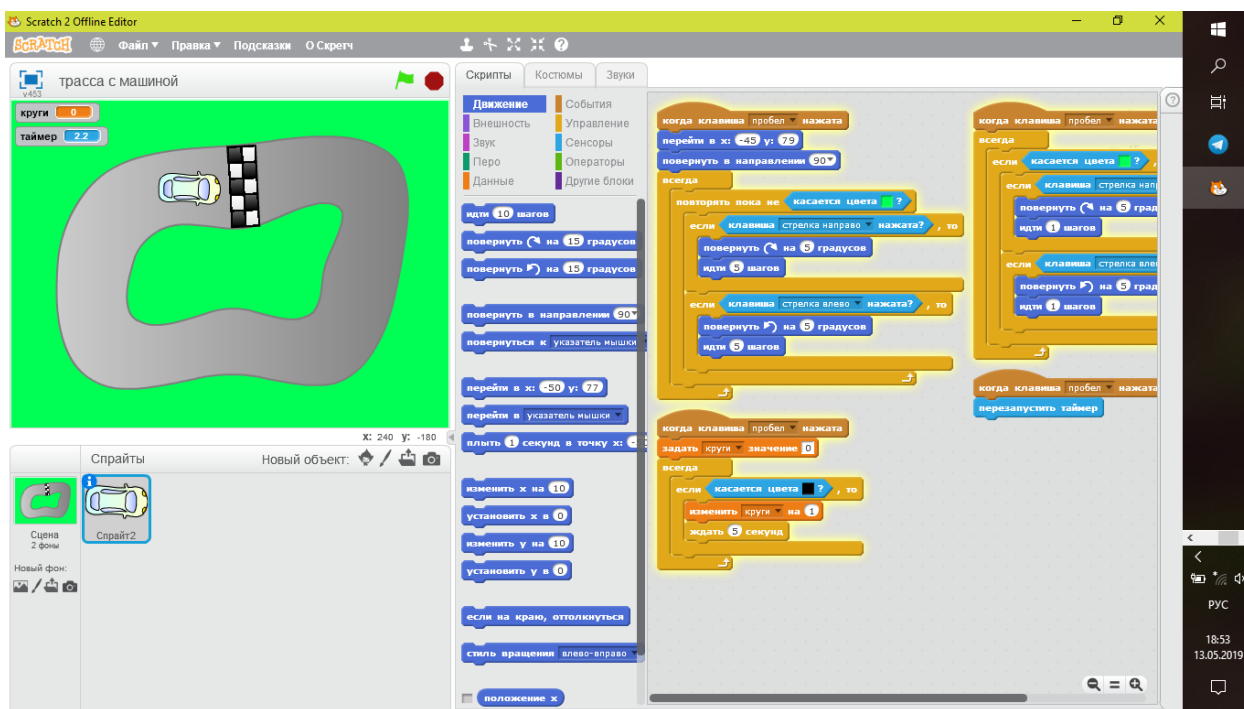 Scratch 2 Offline Editor
SCRATCH Файл Правка Подсказки О Скретч
v453 трасса с машиной
круги 0
таймер 2.2
X: 240 Y: -180
Спрайты Новый объект:
Сцена
2 фоны
Спрайт2
Новый фон:
Скрипты Костюмы Звуки
Движение События
Внешность Управление
Звук Сенсоры
Перо Операторы
Данные Другие блоки
идти 10 шагов
повернуть на 15 градусов
повернуть на 15 градусов
повернуть в направлении 90
повернуться к указатель мышки
перейти в x: -50 y: 77
перейти в указатель мышки
плыть 1 секунд в точку x:
изменить x на 10
установить x в 0
изменить y на 10
установить y в 0
если на краю, оттолкнуться
стиль вращения влево-вправо
положение x
когда клавиша пробел нажата
перейти в x: -45 y: 79
повернуть в направлении 90
всегда
повторять пока не касается цвета ?
если клавиша стрелка направо нажата? , то
повернуть на 5 градусов
идти 5 шагов
если клавиша стрелка влево нажата? , то
повернуть на 5 градусов
идти 5 шагов
когда клавиша пробел нажата
задать круги значение 0
всегда
если касается цвета ? , то
изменить круги на 1
ждать 5 секунд
когда клавиша пробел нажата
всегда
если касается цвета ? ,
если клавиша стрелка нап
повернуть на 5 град
идти 1 шагов
если клавиша стрелка вле
повернуть на 5 град
идти 1 шагов
когда клавиша пробел нажата
перезапустить таймер
РУС
18:53
13.05.2019